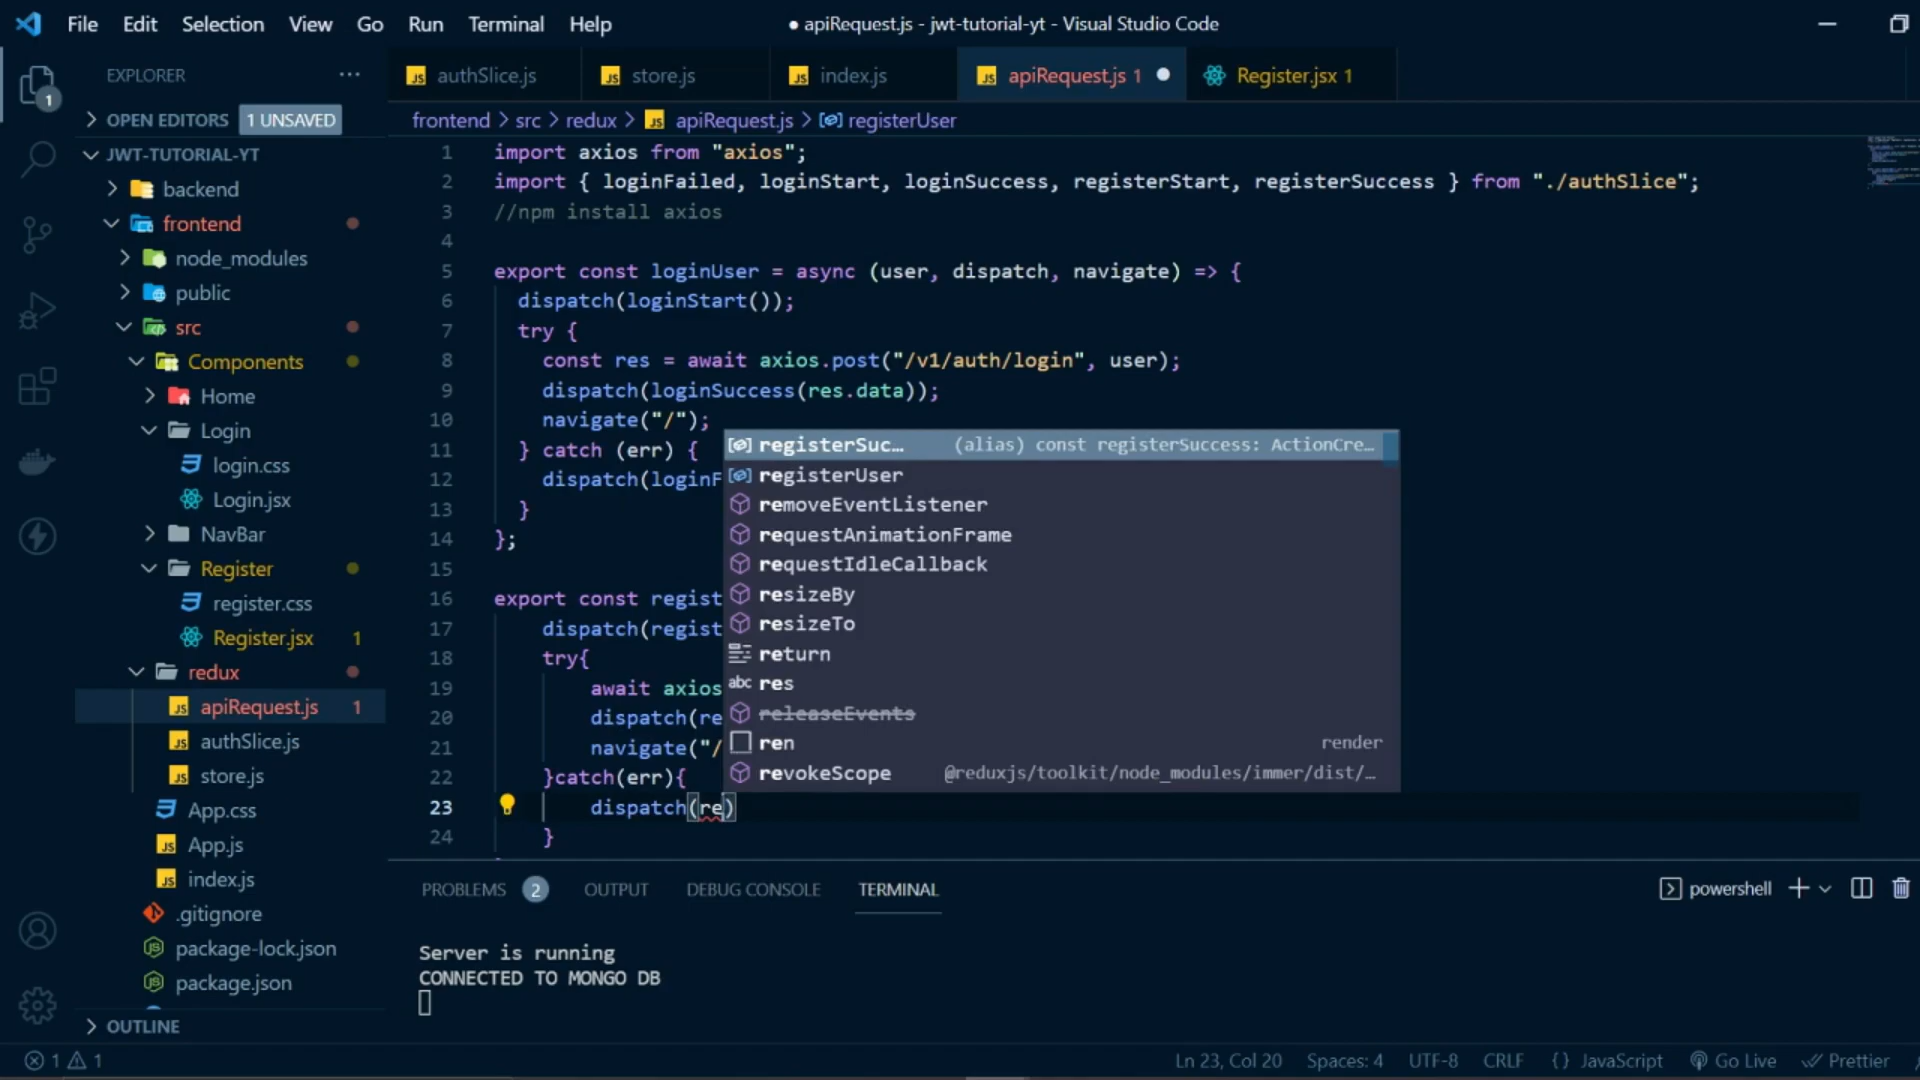 File Edit Selection View Go Run Terminal Help
● apiRequest.js - jwt-tutorial-yt - Visual Studio Code
EXPLORER ···
1
OPEN EDITORS 1 UNSAVED
JWT-TUTORIAL-YT
backend
frontend
node_modules
public
src
Components
Home
Login
login.css
Login.jsx
NavBar
Register
register.css
Register.jsx 1
redux
apiRequest.js 1
authSlice.js
store.js
App.css
App.js
index.js
.gitignore
package-lock.json
package.json
OUTLINE
JS authSlice.js JS store.js JS index.js JS apiRequest.js 1 ● Register.jsx 1
frontend > src > redux > JS apiRequest.js > registerUser
1 import axios from "axios";
2 import { loginFailed, loginStart, loginSuccess, registerStart, registerSuccess } from "./authSlice";
3 //npm install axios
4
5 export const loginUser = async (user, dispatch, navigate) => {
6 dispatch(loginStart());
7 try {
8 const res = await axios.post("/v1/auth/login", user);
9 dispatch(loginSuccess(res.data));
10 navigate("/");
11 } catch (err) {
12 dispatch(loginF
13 }
14 };
15
16 export const regist
17 dispatch(regist
18 try{
19 await axios
20 dispatch(re
21 navigate("/
22 }catch(err){
23 dispatch(re)
24 }
registerSuc… (alias) const registerSuccess: ActionCre…
registerUser
removeEventListener
requestAnimationFrame
requestIdleCallback
resizeBy
resizeTo
return
abc res
releaseEvents
ren render
revokeScope @reduxjs/toolkit/node_modules/immer/dist/…
PROBLEMS 2 OUTPUT DEBUG CONSOLE TERMINAL powershell
Server is running
CONNECTED TO MONGO DB
1 1 Ln 23, Col 20 Spaces: 4 UTF-8 CRLF {} JavaScript Go Live Prettier